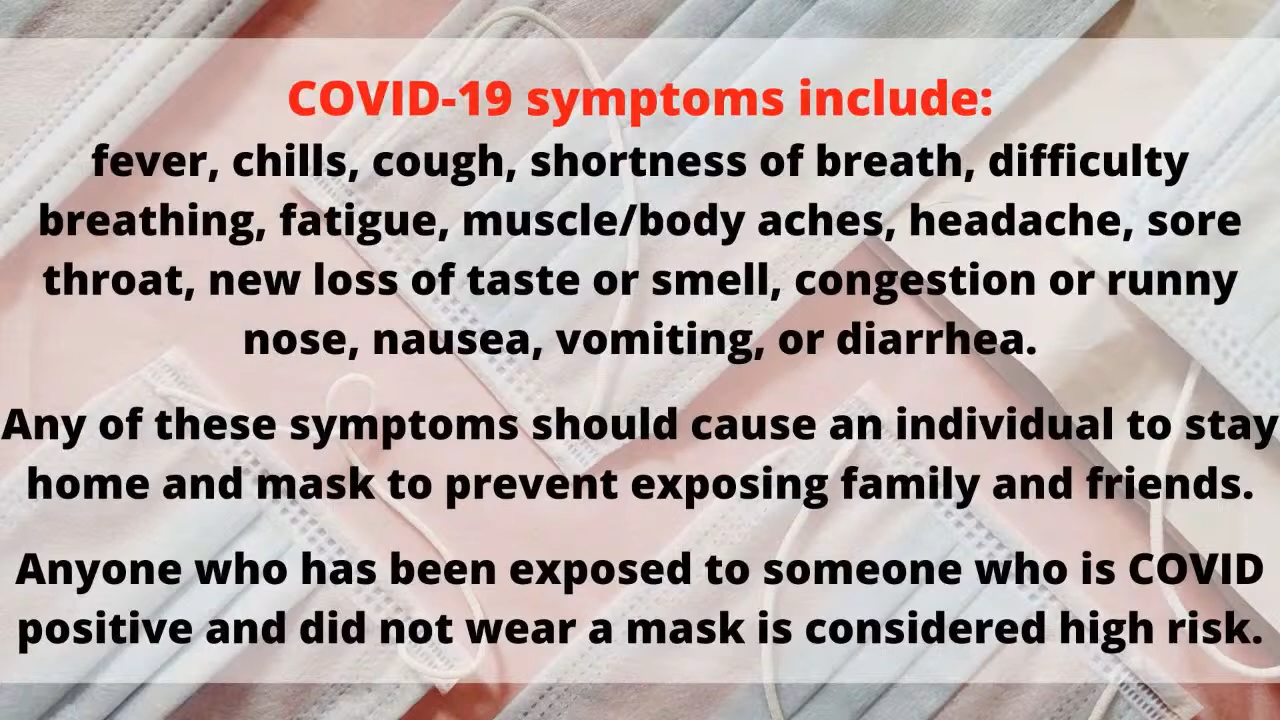 COVID-19 symptoms include:
fever, chills, cough, shortness of breath, difficulty
breathing, fatigue, muscle/body aches, headache, sore
throat, new loss of taste or smell, congestion or runny
nose, nausea, vomiting, or diarrhea.
Any of these symptoms should cause an individual to stay
home and mask to prevent exposing family and friends.
Anyone who has been exposed to someone who is COVID
positive and did not wear a mask is considered high risk.